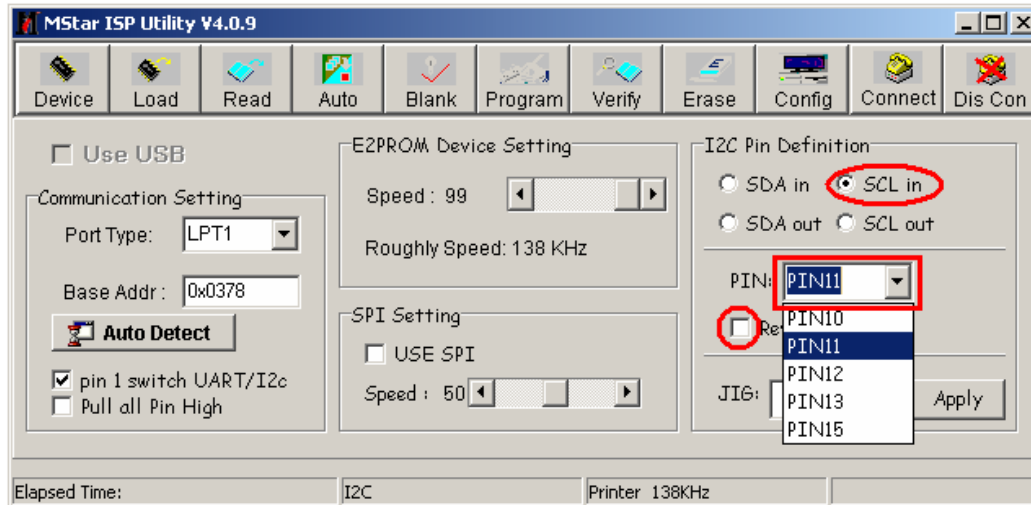 MStar ISP Utility V4.0.9
Device Load Read Auto Blank Program Verify Erase Config Connect Dis Con
Use USB
Communication Setting
Port Type: LPT1
Base Addr : 0x0378
Auto Detect
pin 1 switch UART/I2c
Pull all Pin High
E2PROM Device Setting
Speed : 99
Roughly Speed: 138 KHz
SPI Setting
USE SPI
Speed : 50
I2C Pin Definition
SDA in SCL in
SDA out SCL out
PIN: PIN11
PIN10
PIN11
PIN12
PIN13
PIN15
JIG:
Apply
Elapsed Time: I2C Printer 138KHz